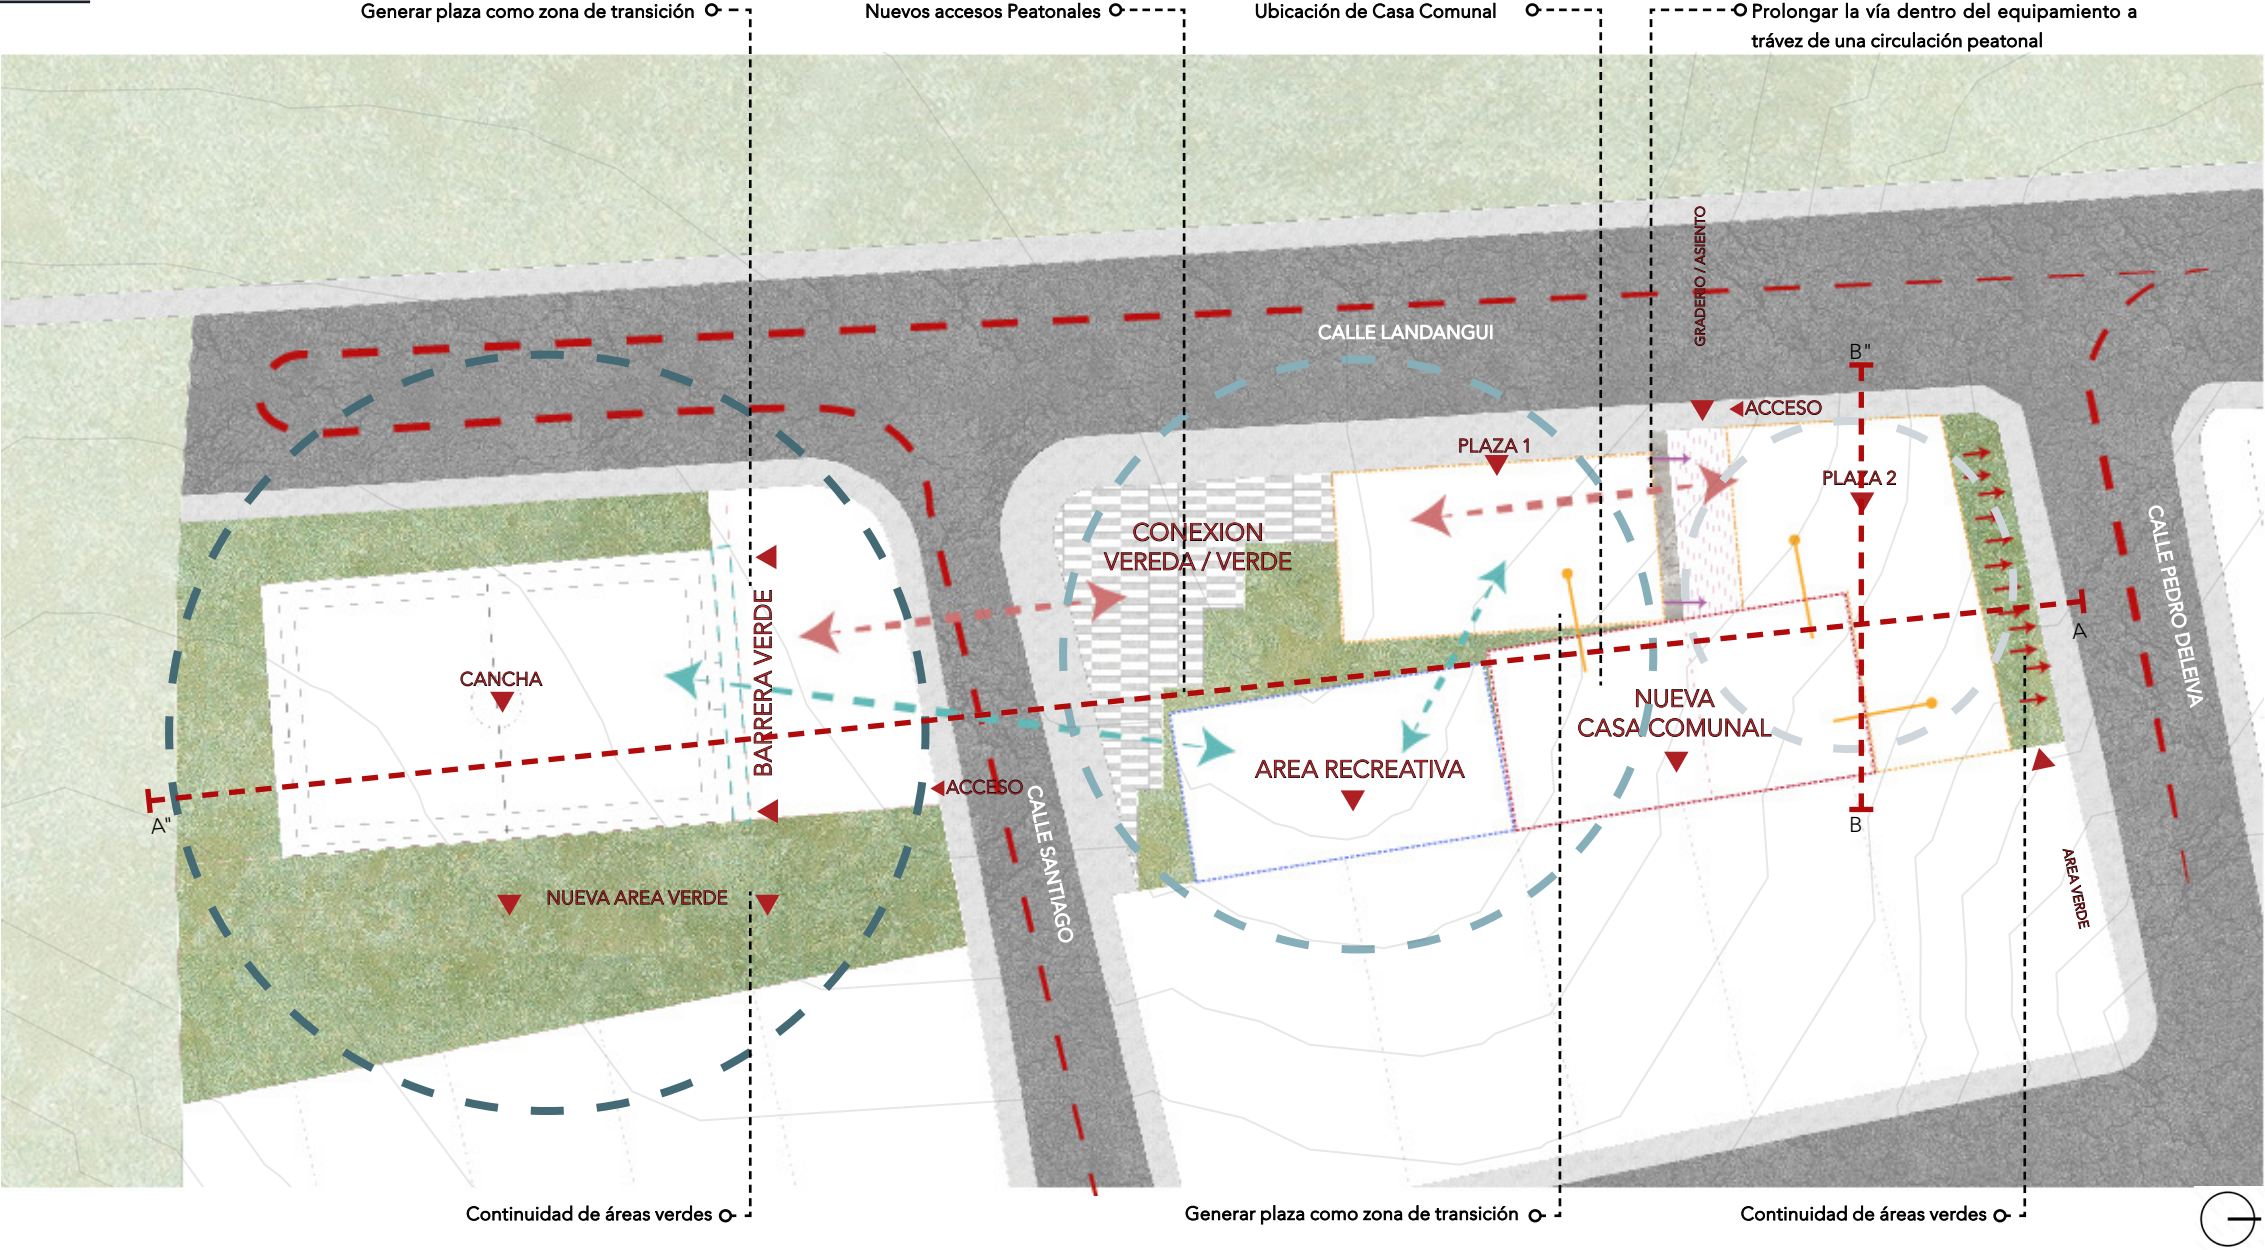 Generar plaza como zona de transición
Nuevos accesos Peatonales
Ubicación de Casa Comunal
Prolongar la vía dentro del equipamiento a
trávez de una circulación peatonal
GRADERIO / ASIENTO
CALLE LANDANGUI
B"
ACCESO
PLAZA 1
PLAZA 2
CONEXION
VEREDA / VERDE
CALLE PEDRO DELEIVA
BARRERA VERDE
A
CANCHA
NUEVA
CASA COMUNAL
AREA RECREATIVA
ACCESO
A"
B
CALLE SANTIAGO
NUEVA AREA VERDE
AREA VERDE
Continuidad de áreas verdes
Generar plaza como zona de transición
Continuidad de áreas verdes